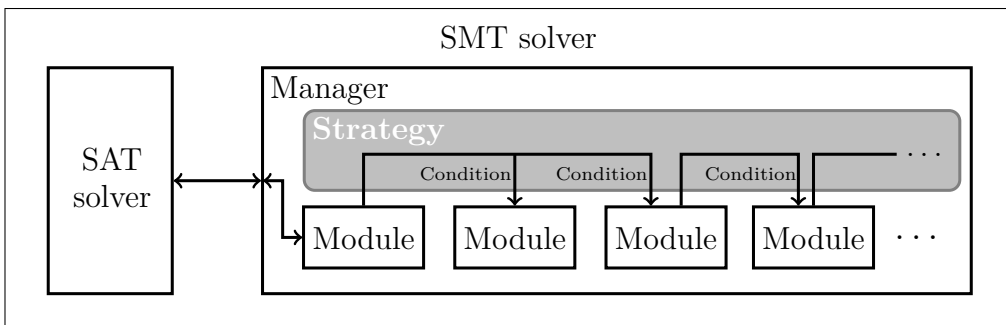 SMT solver
SAT
solver
Manager
Strategy
Condition Condition Condition ...
Module Module Module Module ...